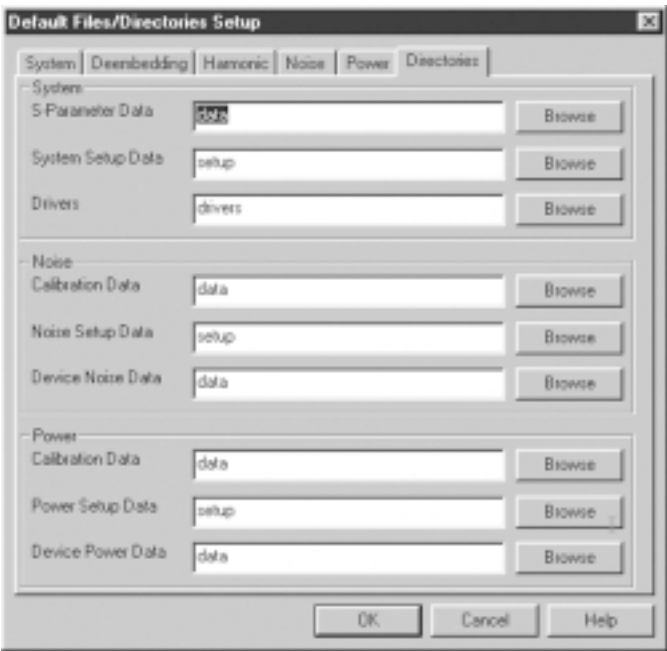 Default Files/Directories Setup
System Deembedding Harmonic Noise Power Directories
System
S-Parameter Data data Browse
System Setup Data setup Browse
Drivers drivers Browse
Noise
Calibration Data data Browse
Noise Setup Data setup Browse
Device Noise Data data Browse
Power
Calibration Data data Browse
Power Setup Data setup Browse
Device Power Data data Browse
OK Cancel Help